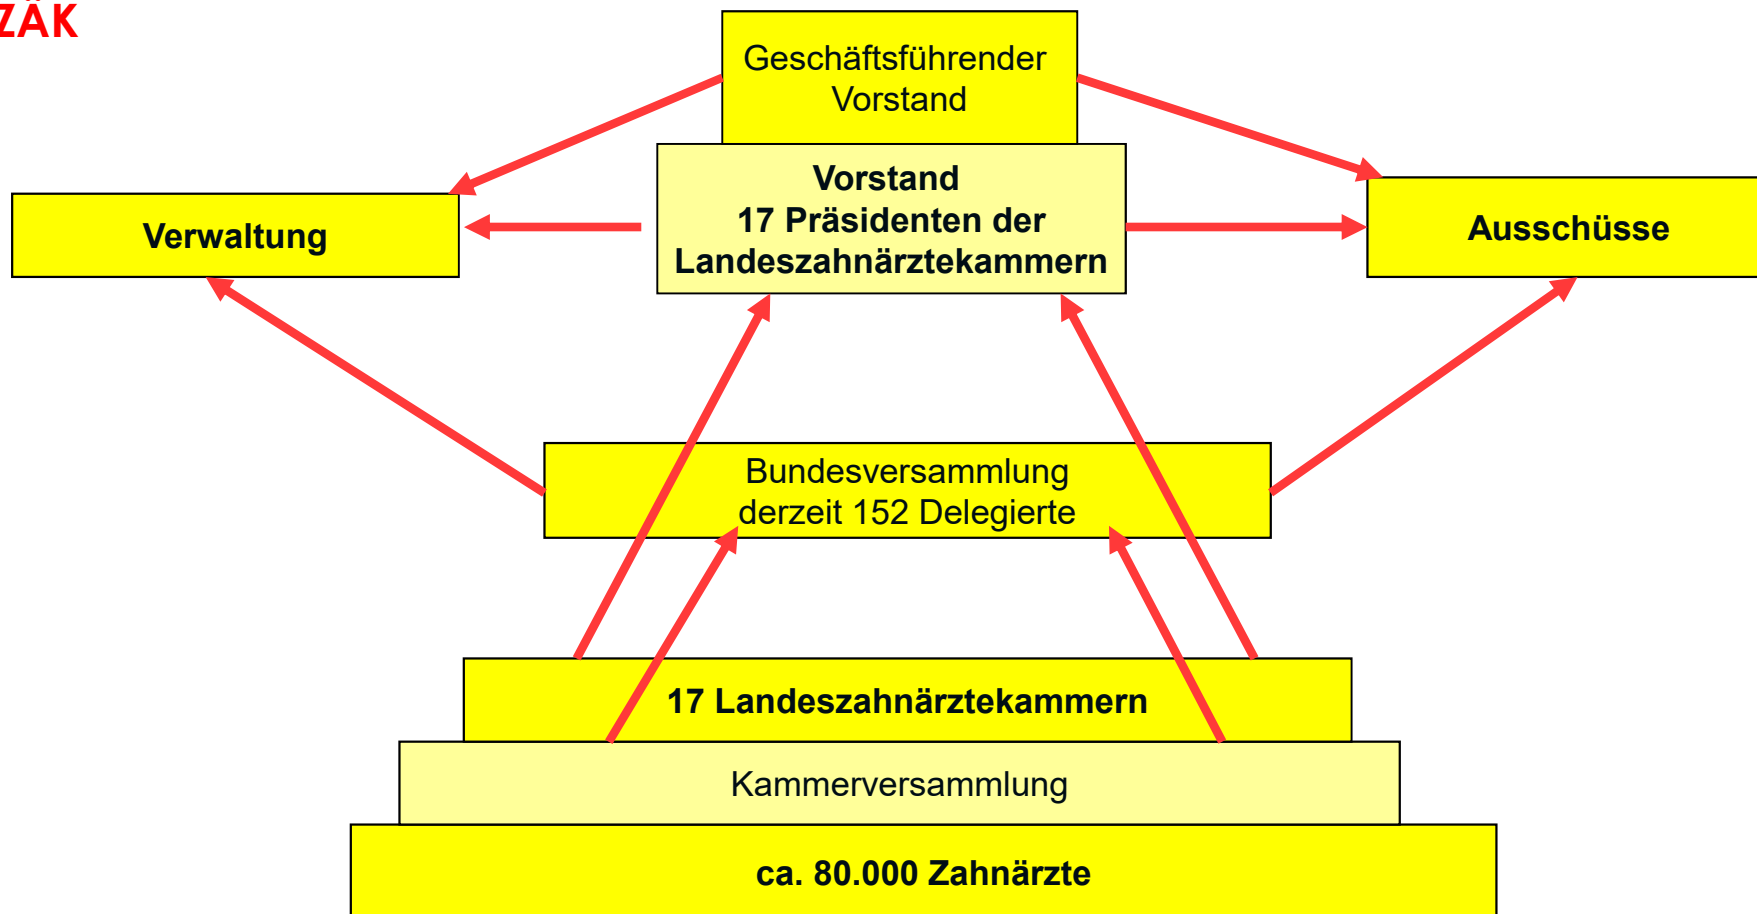 ZÄK
Geschäftsführender
Vorstand
Vorstand
17 Präsidenten der
Landeszahnärztekammern
Verwaltung
Ausschüsse
Bundesversammlung
derzeit 152 Delegierte
17 Landeszahnärztekammern
Kammerversammlung
ca. 80.000 Zahnärzte